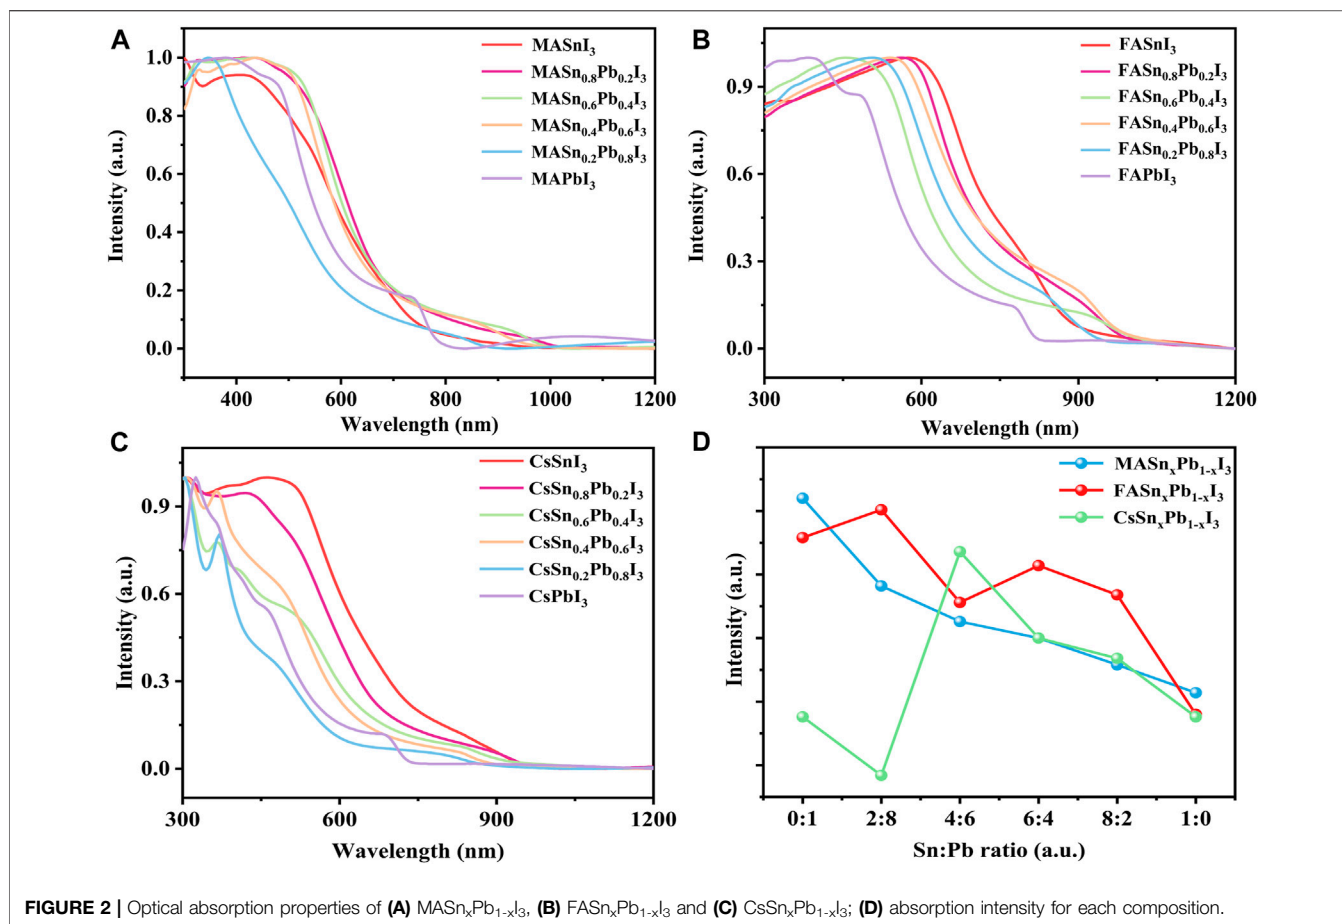 A
MASnI₃
MASn₀.₈Pb₀.₂I₃
MASn₀.₆Pb₀.₄I₃
MASn₀.₄Pb₀.₆I₃
MASn₀.₂Pb₀.₈I₃
MAPbI₃
Intensity (a.u.)
1.0
0.8
0.6
0.4
0.2
0.0
400 600 800 1000 1200
Wavelength (nm)
B
FASnI₃
FASn₀.₈Pb₀.₂I₃
FASn₀.₆Pb₀.₄I₃
FASn₀.₄Pb₀.₆I₃
FASn₀.₂Pb₀.₈I₃
FAPbI₃
Intensity (a.u.)
0.9
0.6
0.3
0.0
300 600 900 1200
Wavelength (nm)
C
CsSnI₃
CsSn₀.₈Pb₀.₂I₃
CsSn₀.₆Pb₀.₄I₃
CsSn₀.₄Pb₀.₆I₃
CsSn₀.₂Pb₀.₈I₃
CsPbI₃
Intensity (a.u.)
0.9
0.6
0.3
0.0
300 600 900 1200
Wavelength (nm)
D
MASnₓPb₁₋ₓI₃
FASnₓPb₁₋ₓI₃
CsSnₓPb₁₋ₓI₃
Intensity (a.u.)
0:1 2:8 4:6 6:4 8:2 1:0
Sn:Pb ratio (a.u.)
FIGURE 2 | Optical absorption properties of (A) MASnₓPb₁₋ₓI₃, (B) FASnₓPb₁₋ₓI₃ and (C) CsSnₓPb₁₋ₓI₃; (D) absorption intensity for each composition.